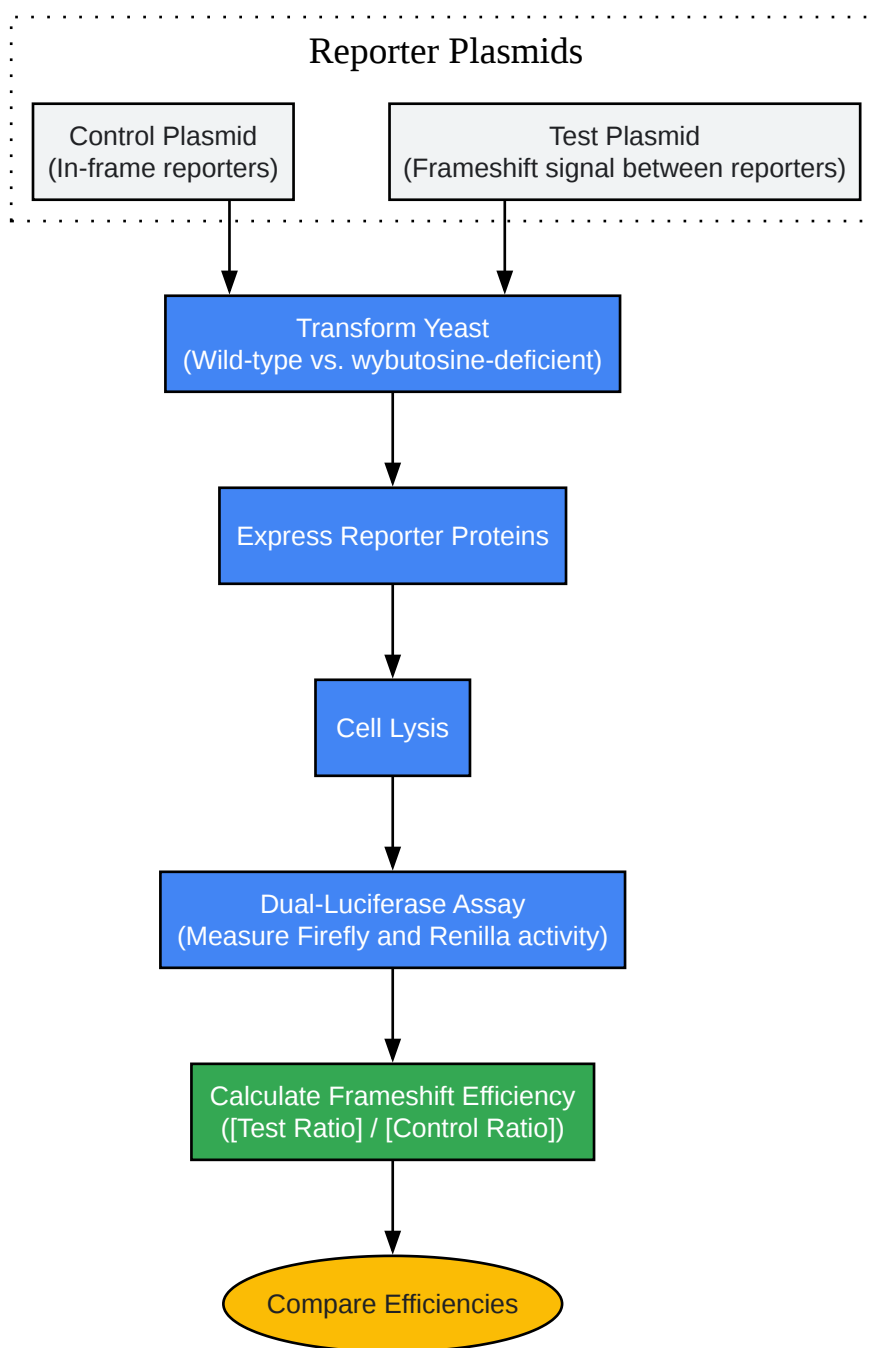 Reporter Plasmids
Control Plasmid
(In-frame reporters)
Test Plasmid
(Frameshift signal between reporters)
Transform Yeast
(Wild-type vs. wybutosine-deficient)
Express Reporter Proteins
Cell Lysis
Dual-Luciferase Assay
(Measure Firefly and Renilla activity)
Calculate Frameshift Efficiency
([Test Ratio] / [Control Ratio])
Compare Efficiencies